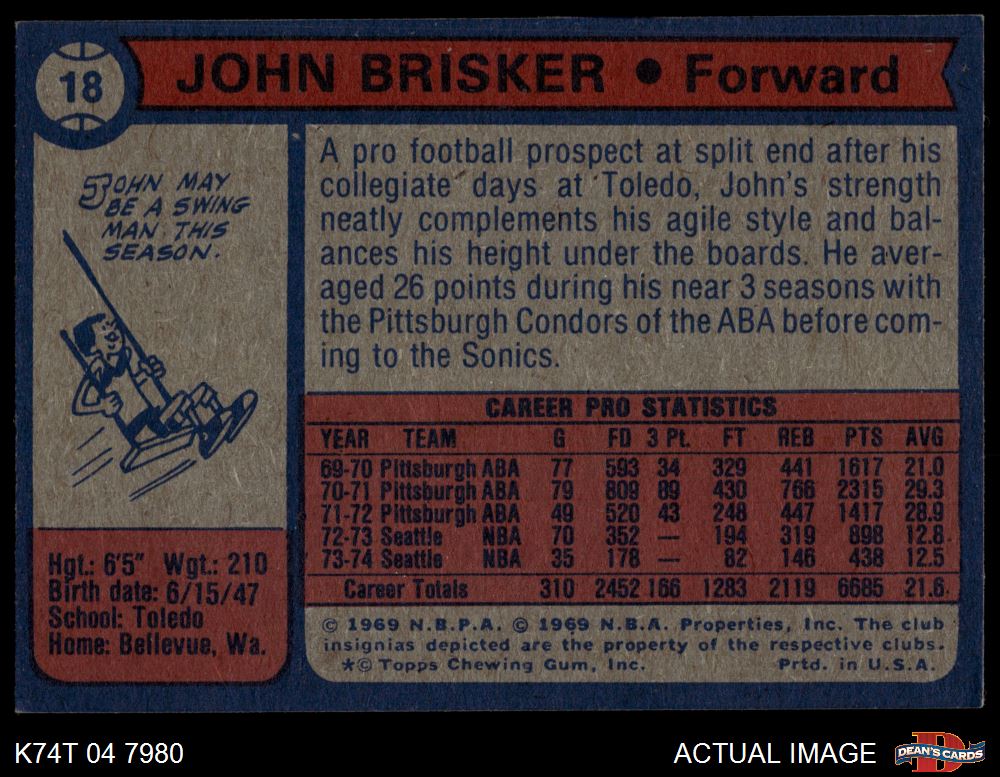 18
JOHN BRISKER ● Forward
JOHN MAY
BE A SWING
MAN THIS
SEASON.
A pro football prospect at split end after his
collegiate days at Toledo, John's strength
neatly complements his agile style and bal-
ances his height under the boards. He aver-
aged 26 points during his near 3 seasons with
the Pittsburgh Condors of the ABA before com-
ing to the Sonics.
CAREER PRO STATISTICS
YEAR TEAM G FD 3 Pt. FT REB PTS AVG
69-70 Pittsburgh ABA 77 593 34 329 441 1617 21.0
70-71 Pittsburgh ABA 79 809 89 430 766 2315 29.3
71-72 Pittsburgh ABA 49 520 43 248 447 1417 28.9
72-73 Seattle NBA 70 352 — 194 319 898 12.8
73-74 Seattle NBA 35 178 — 82 146 438 12.5
Career Totals 310 2452 166 1283 2119 6685 21.6
Hgt.: 6'5" Wgt.: 210
Birth date: 6/15/47
School: Toledo
Home: Bellevue, Wa.
© 1969 N.B.P.A. © 1969 N.B.A. Properties, Inc. The club
insignias depicted are the property of the respective clubs.
*© Topps Chewing Gum, Inc. Prtd. in U.S.A.
K74T 04 7980
ACTUAL IMAGE
D
DEAN'S CARDS